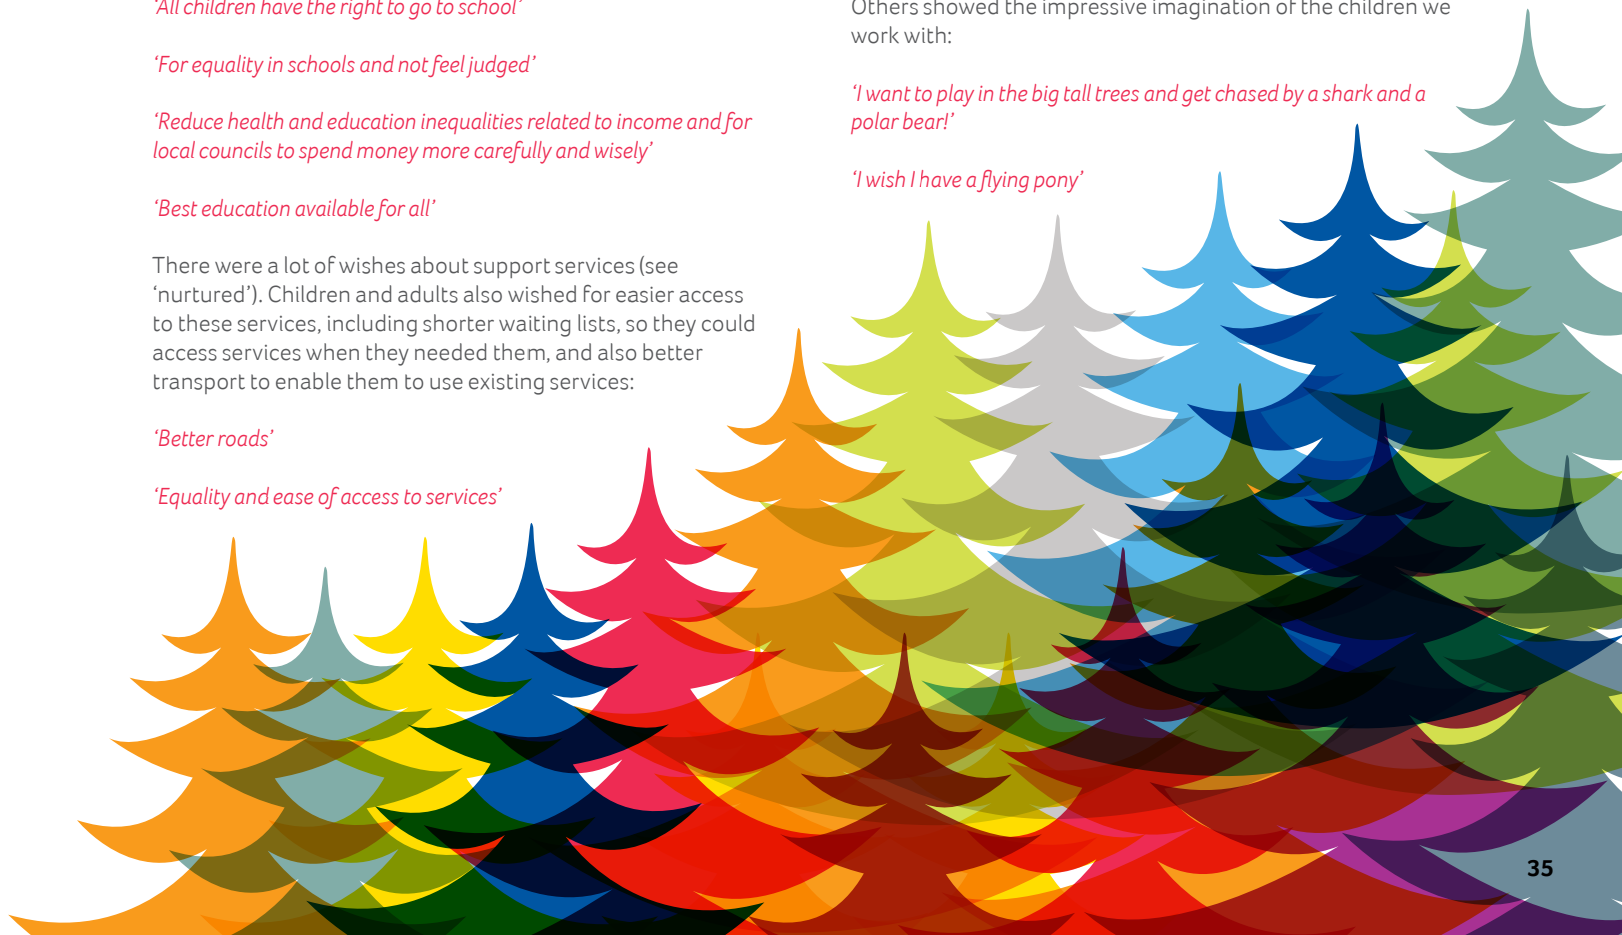 ‘All children have the right to go to school’
‘For equality in schools and not feel judged’
‘Reduce health and education inequalities related to income and for
local councils to spend money more carefully and wisely’
‘Best education available for all’
There were a lot of wishes about support services (see
‘nurtured’). Children and adults also wished for easier access
to these services, including shorter waiting lists, so they could
access services when they needed them, and also better
transport to enable them to use existing services:
‘Better roads’
‘Equality and ease of access to services’
Others showed the impressive imagination of the children we
work with:
‘I want to play in the big tall trees and get chased by a shark and a
polar bear!’
‘I wish I have a flying pony’
35